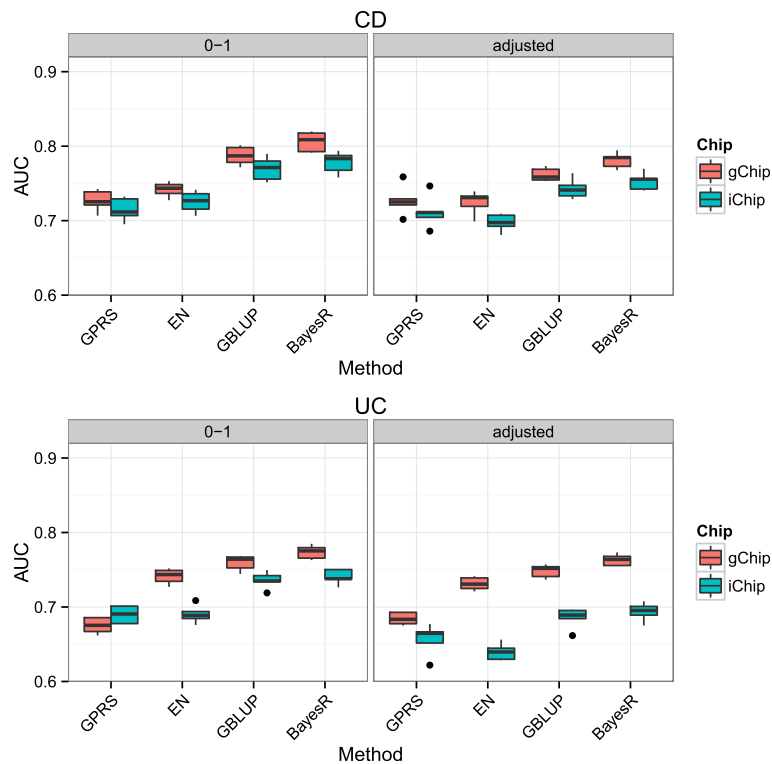 CD
0−1 adjusted
0.9
0.8
0.7
0.6
AUC
GPRS EN GBLUP BayesR GPRS EN GBLUP BayesR
Method
Chip
gChip
iChip
UC
0−1 adjusted
0.9
0.8
0.7
0.6
AUC
GPRS EN GBLUP BayesR GPRS EN GBLUP BayesR
Method
Chip
gChip
iChip